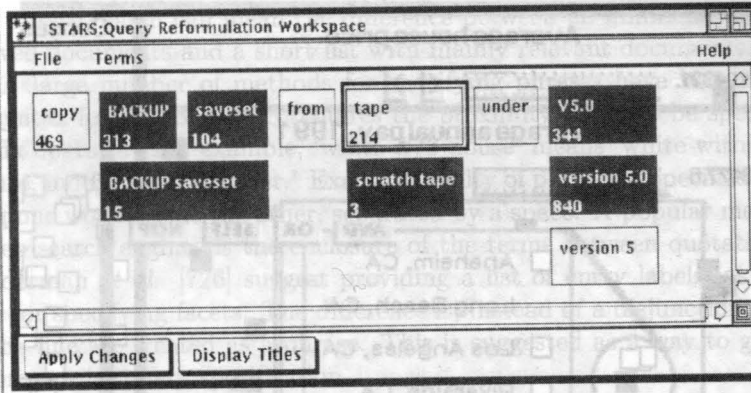 STARS:Query Reformulation Workspace
File Terms Help
copy BACKUP saveset from tape under V5.0
469 313 104 214 344
BACKUP saveset scratch tape version 5.0
15 3 840
version 5
Apply Changes Display Titles